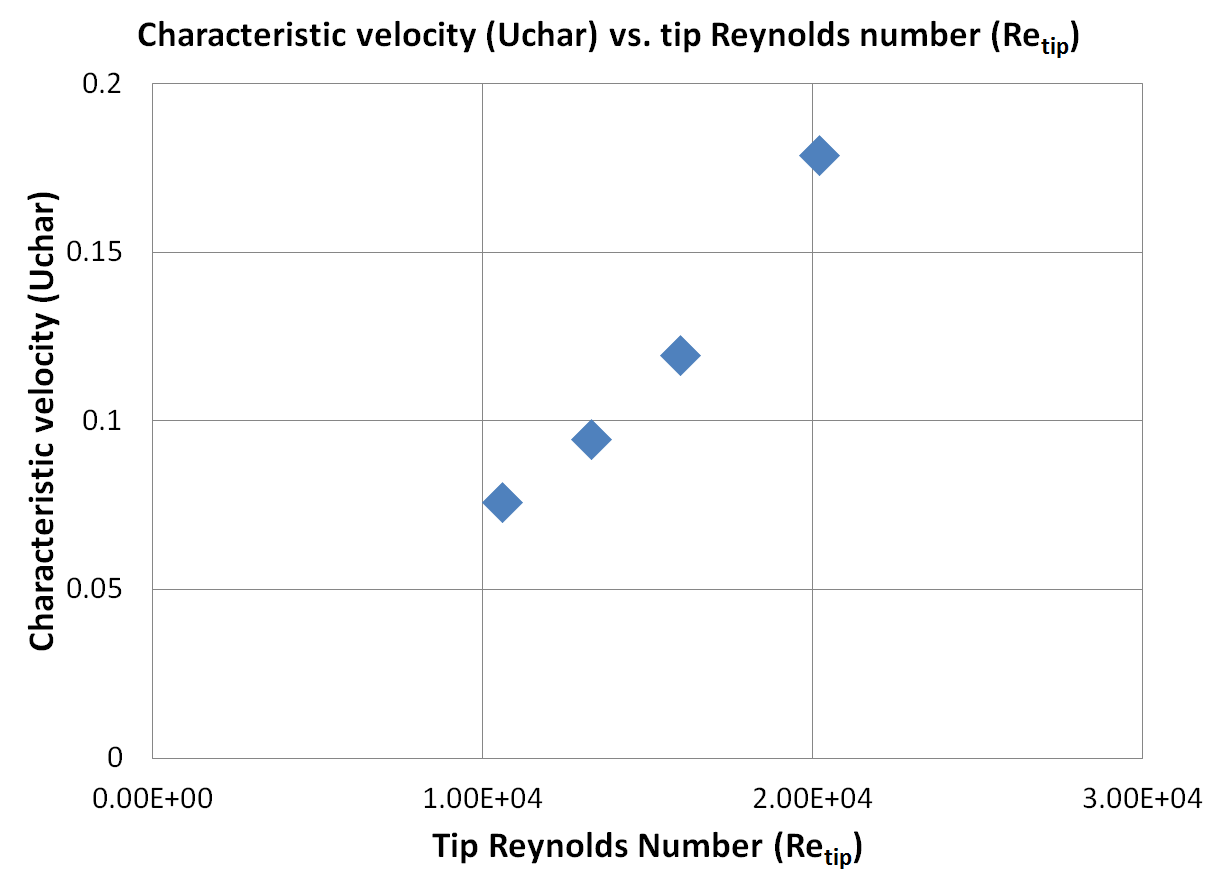 Characteristic velocity (Uchar) vs. tip Reynolds number (Retip)
0.2
0.15
0.1
0.05
0
Characteristic velocity (Uchar)
0.00E+00 1.00E+04 2.00E+04 3.00E+04
Tip Reynolds Number (Retip)